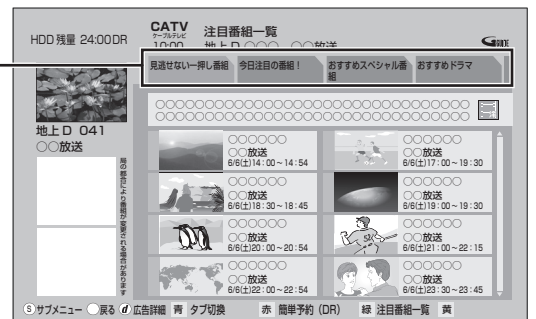 HDD 残量 24:00 DR
CATV
ケーブルテレビ
10:00
注目番組一覧
地上D ○○○ ○○放送
G GUIDE
見逃せない一押し番組
今日注目の番組！
おすすめスペシャル番組
おすすめドラマ
○○○○○○○○○○○○○○○○○○○○○○○○○○○○○○
○○○○○○○○○○○○○○○○○○○○○○○○○○○○○○
地上D 041
○○放送
局の都合により番組が変更される場合があります
○○○○○○
○○放送
6/6(土)14:00～14:54
○○○○○○
○○放送
6/6(土)17:00～19:30
○○○○○○
○○放送
6/6(土)18:30～18:45
○○○○○○
○○放送
6/6(土)19:00～19:30
○○○○○○
○○放送
6/6(土)20:00～20:54
○○○○○○
○○放送
6/6(土)21:00～22:15
○○○○○○
○○放送
6/6(土)22:00～22:54
○○○○○○
○○放送
6/6(土)23:30～23:45
S サブメニュー ○戻る d 広告詳細 青 タブ切換 赤 簡単予約（DR） 緑 注目番組一覧 黄